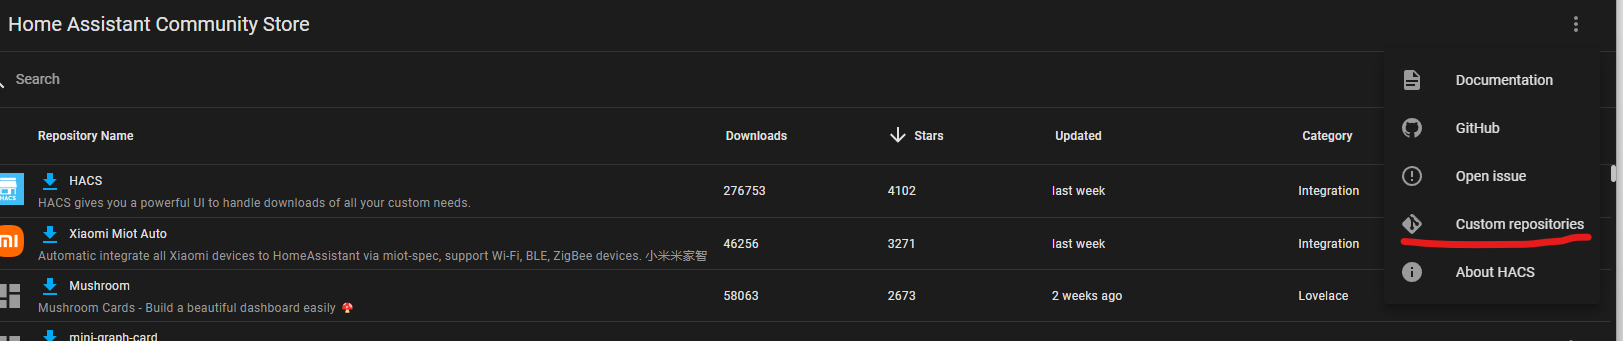 Home Assistant Community Store
Search
Documentation
Repository Name Downloads Stars Updated Category
GitHub
HACS
HACS gives you a powerful UI to handle downloads of all your custom needs.
HACS
276753 4102 last week Integration
Open issue
mi
Xiaomi Miot Auto
Automatic integrate all Xiaomi devices to HomeAssistant via miot-spec, support Wi-Fi, BLE, ZigBee devices. 小米米家智
46256 3271 last week Integration
Custom repositories
Mushroom
Mushroom Cards - Build a beautiful dashboard easily 🍄
58063 2673 2 weeks ago Lovelace
About HACS
mini-graph-card